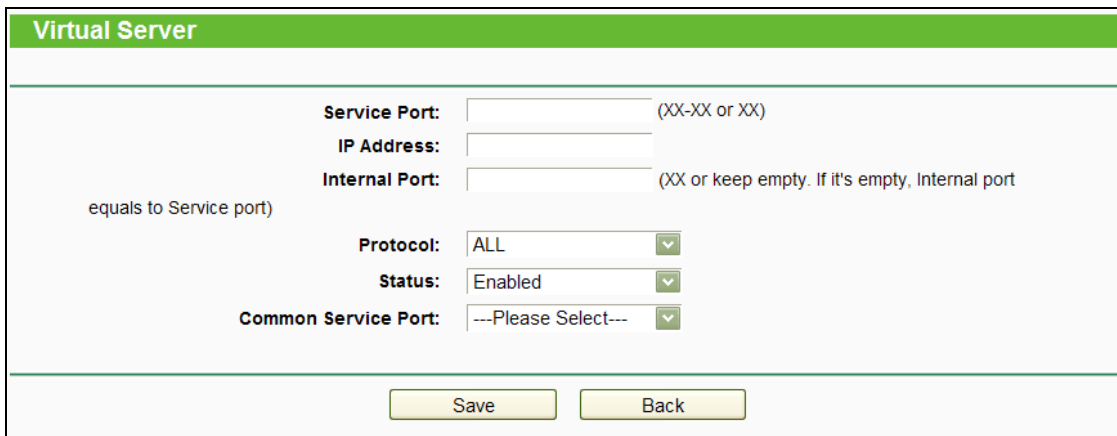 Virtual Server
Service Port: (XX-XX or XX)
IP Address:
Internal Port: (XX or keep empty. If it's empty, Internal port
equals to Service port)
Protocol: ALL
Status: Enabled
Common Service Port: ---Please Select---
Save Back